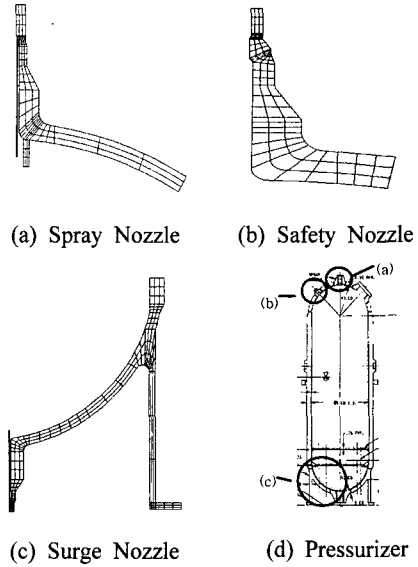 (a) Spray Nozzle
(b) Safety Nozzle
(a)
(b)
(c)
(c) Surge Nozzle
(d) Pressurizer